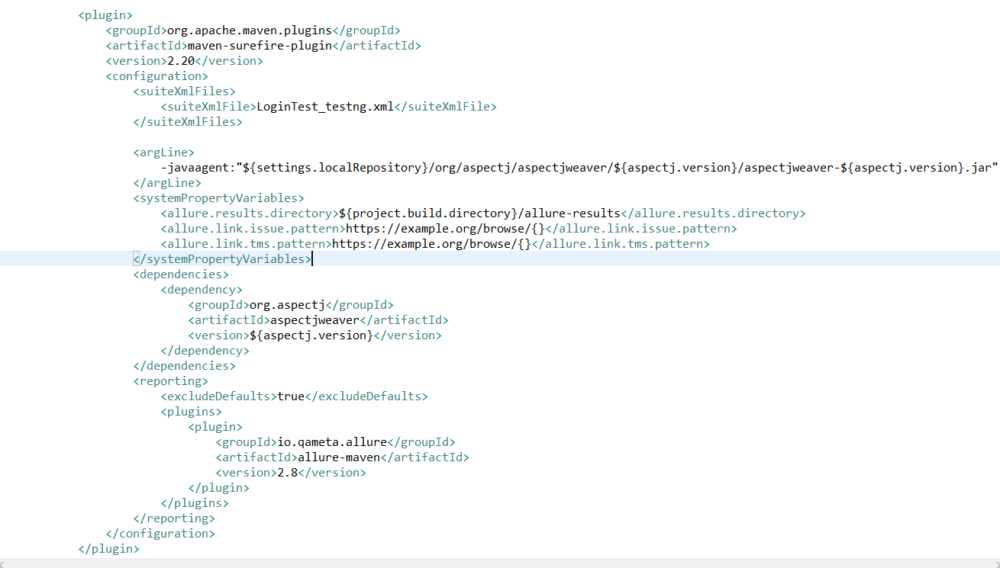 <plugin>
<groupId>org.apache.maven.plugins</groupId>
<artifactId>maven-surefire-plugin</artifactId>
<version>2.20</version>
<configuration>
<suiteXmlFiles>
<suiteXmlFile>LoginTest_testng.xml</suiteXmlFile>
</suiteXmlFiles>
<argLine>
-javaagent:"${settings.localRepository}/org/aspectj/aspectjweaver/${aspectj.version}/aspectjweaver-${aspectj.version}.jar"
</argLine>
<systemPropertyVariables>
<allure.results.directory>${project.build.directory}/allure-results</allure.results.directory>
<allure.link.issue.pattern>https://example.org/browse/{}</allure.link.issue.pattern>
<allure.link.tms.pattern>https://example.org/browse/{}</allure.link.tms.pattern>
</systemPropertyVariables>
<dependencies>
<dependency>
<groupId>org.aspectj</groupId>
<artifactId>aspectjweaver</artifactId>
<version>${aspectj.version}</version>
</dependency>
</dependencies>
<reporting>
<excludeDefaults>true</excludeDefaults>
<plugins>
<plugin>
<groupId>io.qameta.allure</groupId>
<artifactId>allure-maven</artifactId>
<version>2.8</version>
</plugin>
</plugins>
</reporting>
</configuration>
</plugin>